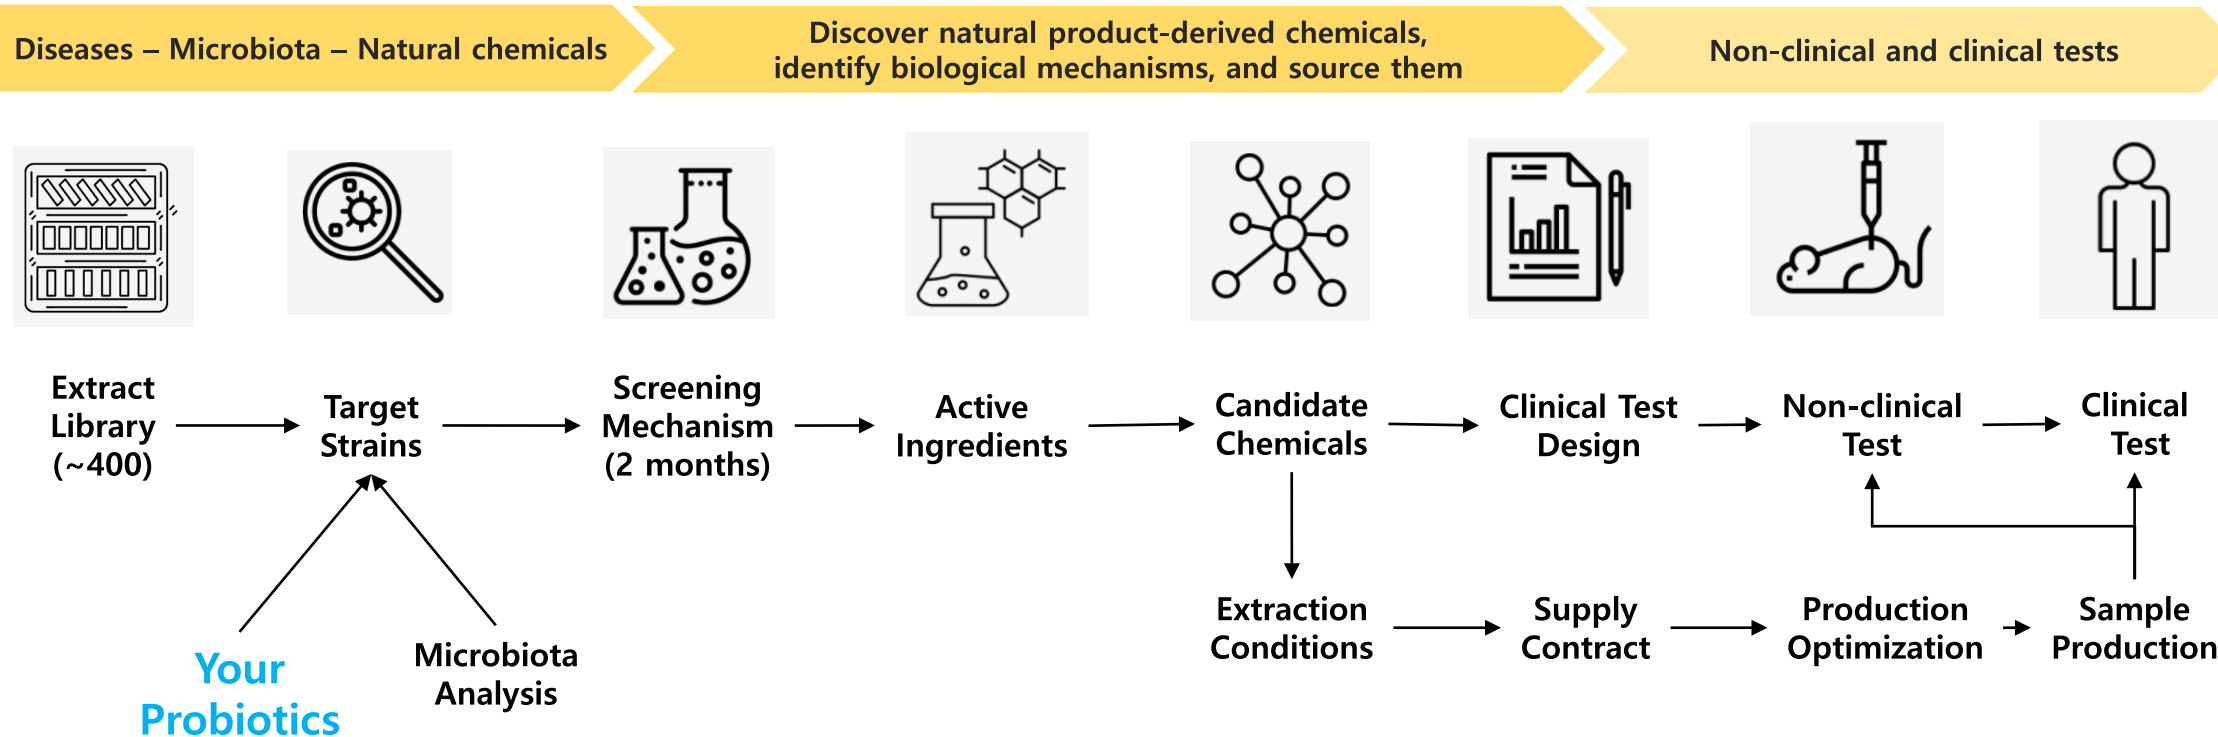 Diseases – Microbiota – Natural chemicals
Discover natural product-derived chemicals,
identify biological mechanisms, and source them
Non-clinical and clinical tests
Extract
Library
(~400)
Target
Strains
Screening
Mechanism
(2 months)
Active
Ingredients
Candidate
Chemicals
Clinical Test
Design
Non-clinical
Test
Clinical
Test
Your
Probiotics
Microbiota
Analysis
Extraction
Conditions
Supply
Contract
Production
Optimization
Sample
Production